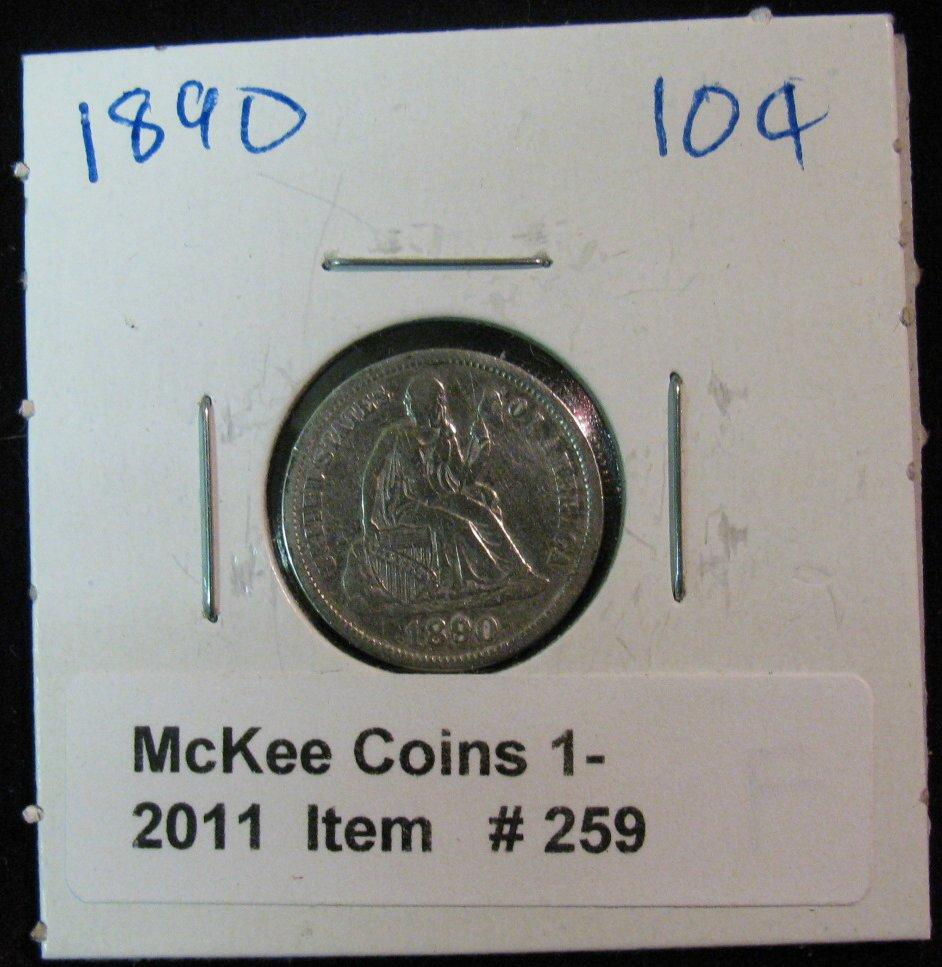 1890 10¢
UNITED STATES OF AMERICA
1890
McKee Coins 1-
2011 Item # 259